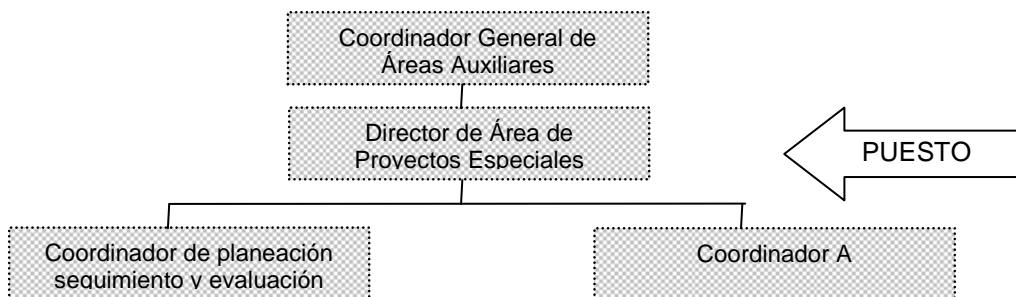 Coordinador General de
Áreas Auxiliares
Director de Área de
Proyectos Especiales
PUESTO
Coordinador de planeación
seguimiento y evaluación
Coordinador A